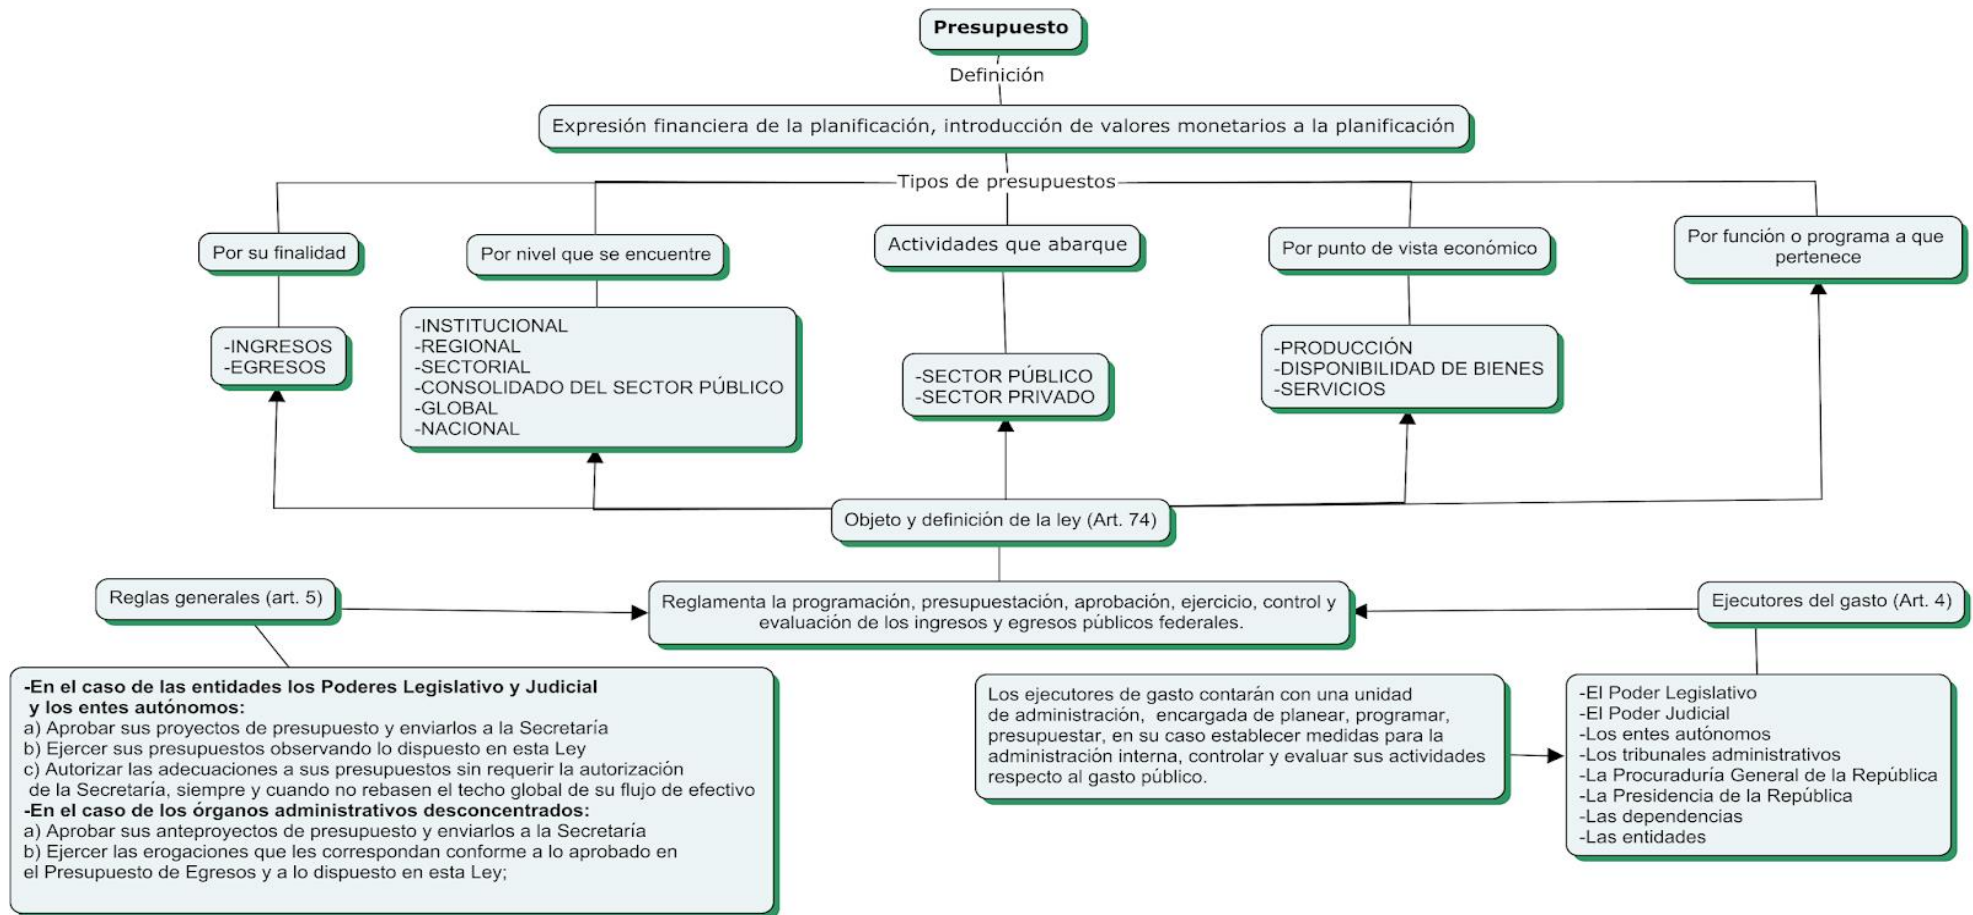 Presupuesto
Definición
Expresión financiera de la planificación, introducción de valores monetarios a la planificación
Tipos de presupuestos
Por su finalidad
Por nivel que se encuentre
Actividades que abarque
Por punto de vista económico
Por función o programa a que
pertenece
-INGRESOS
-EGRESOS
-INSTITUCIONAL
-REGIONAL
-SECTORIAL
-CONSOLIDADO DEL SECTOR PÚBLICO
-GLOBAL
-NACIONAL
-SECTOR PÚBLICO
-SECTOR PRIVADO
-PRODUCCIÓN
-DISPONIBILIDAD DE BIENES
-SERVICIOS
Objeto y definición de la ley (Art. 74)
Reglas generales (art. 5)
Reglamenta la programación, presupuestación, aprobación, ejercicio, control y
evaluación de los ingresos y egresos públicos federales.
Ejecutores del gasto (Art. 4)
-En el caso de las entidades los Poderes Legislativo y Judicial
y los entes autónomos:
a) Aprobar sus proyectos de presupuesto y enviarlos a la Secretaría
b) Ejercer sus presupuestos observando lo dispuesto en esta Ley
c) Autorizar las adecuaciones a sus presupuestos sin requerir la autorización
de la Secretaría, siempre y cuando no rebasen el techo global de su flujo de efectivo
-En el caso de los órganos administrativos desconcentrados:
a) Aprobar sus anteproyectos de presupuesto y enviarlos a la Secretaría
b) Ejercer las erogaciones que les correspondan conforme a lo aprobado en
el Presupuesto de Egresos y a lo dispuesto en esta Ley;
Los ejecutores de gasto contarán con una unidad
de administración, encargada de planear, programar,
presupuestar, en su caso establecer medidas para la
administración interna, controlar y evaluar sus actividades
respecto al gasto público.
-El Poder Legislativo
-El Poder Judicial
-Los entes autónomos
-Los tribunales administrativos
-La Procuraduría General de la República
-La Presidencia de la República
-Las dependencias
-Las entidades